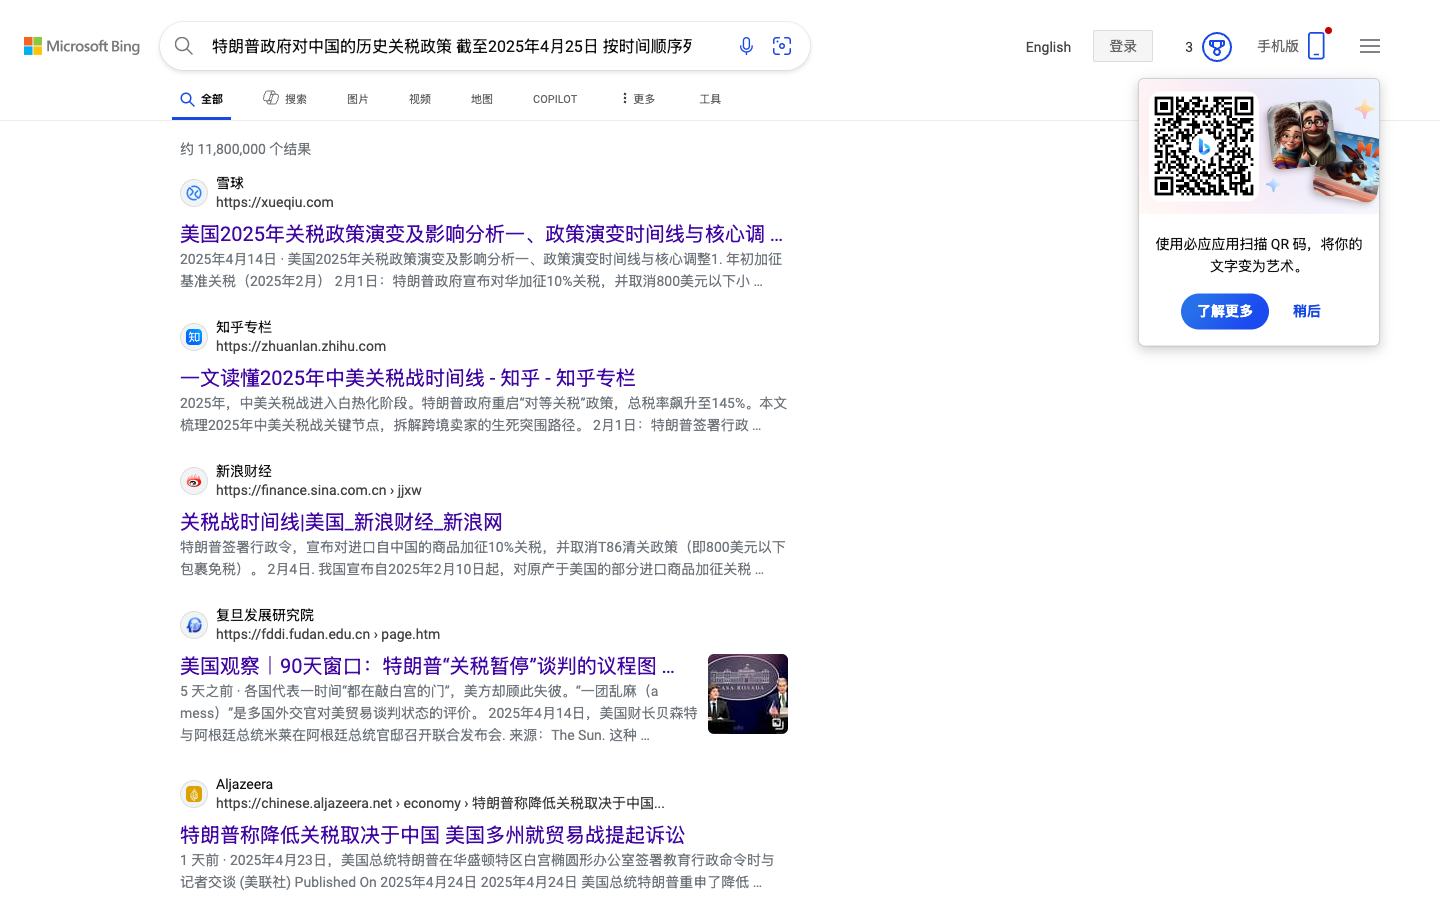 Microsoft Bing
特朗普政府对中国的历史关税政策 截至2025年4月25日 按时间顺序列
English
登录
3
手机版
全部
搜索
图片
视频
地图
COPILOT
更多
工具
约 11,800,000 个结果
雪球
https://xueqiu.com
美国2025年关税政策演变及影响分析一、政策演变时间线与核心调 ...
2025年4月14日 · 美国2025年关税政策演变及影响分析一、政策演变时间线与核心调整1. 年初加征
基准关税（2025年2月） 2月1日：特朗普政府宣布对华加征10%关税，并取消800美元以下小 ...
知乎专栏
https://zhuanlan.zhihu.com
一文读懂2025年中美关税战时间线 - 知乎 - 知乎专栏
2025年，中美关税战进入白热化阶段。特朗普政府重启“对等关税”政策，总税率飙升至145%。本文
梳理2025年中美关税战关键节点，拆解跨境卖家的生死突围路径。 2月1日：特朗普签署行政 ...
新浪财经
https://finance.sina.com.cn › jjxw
关税战时间线|美国_新浪财经_新浪网
特朗普签署行政令，宣布对进口自中国的商品加征10%关税，并取消T86清关政策（即800美元以下
包裹免税）。 2月4日. 我国宣布自2025年2月10日起，对原产于美国的部分进口商品加征关税 ...
复旦发展研究院
https://fddi.fudan.edu.cn › page.htm
美国观察｜90天窗口：特朗普“关税暂停”谈判的议程图 ...
5 天之前 · 各国代表一时间“都在敲白宫的门”，美方却顾此失彼。“一团乱麻（a
mess）”是多国外交官对美贸易谈判状态的评价。 2025年4月14日，美国财长贝森特
与阿根廷总统米莱在阿根廷总统官邸召开联合发布会. 来源：The Sun. 这种 ...
CASA ROSADA
Aljazeera
https://chinese.aljazeera.net › economy › 特朗普称降低关税取决于中国...
特朗普称降低关税取决于中国 美国多州就贸易战提起诉讼
1 天前 · 2025年4月23日，美国总统特朗普在华盛顿特区白宫椭圆形办公室签署教育行政命令时与
记者交谈 (美联社) Published On 2025年4月24日 2025年4月24日 美国总统特朗普重申了降低 ...
使用必应应用扫描 QR 码，将你的
文字变为艺术。
了解更多
稍后